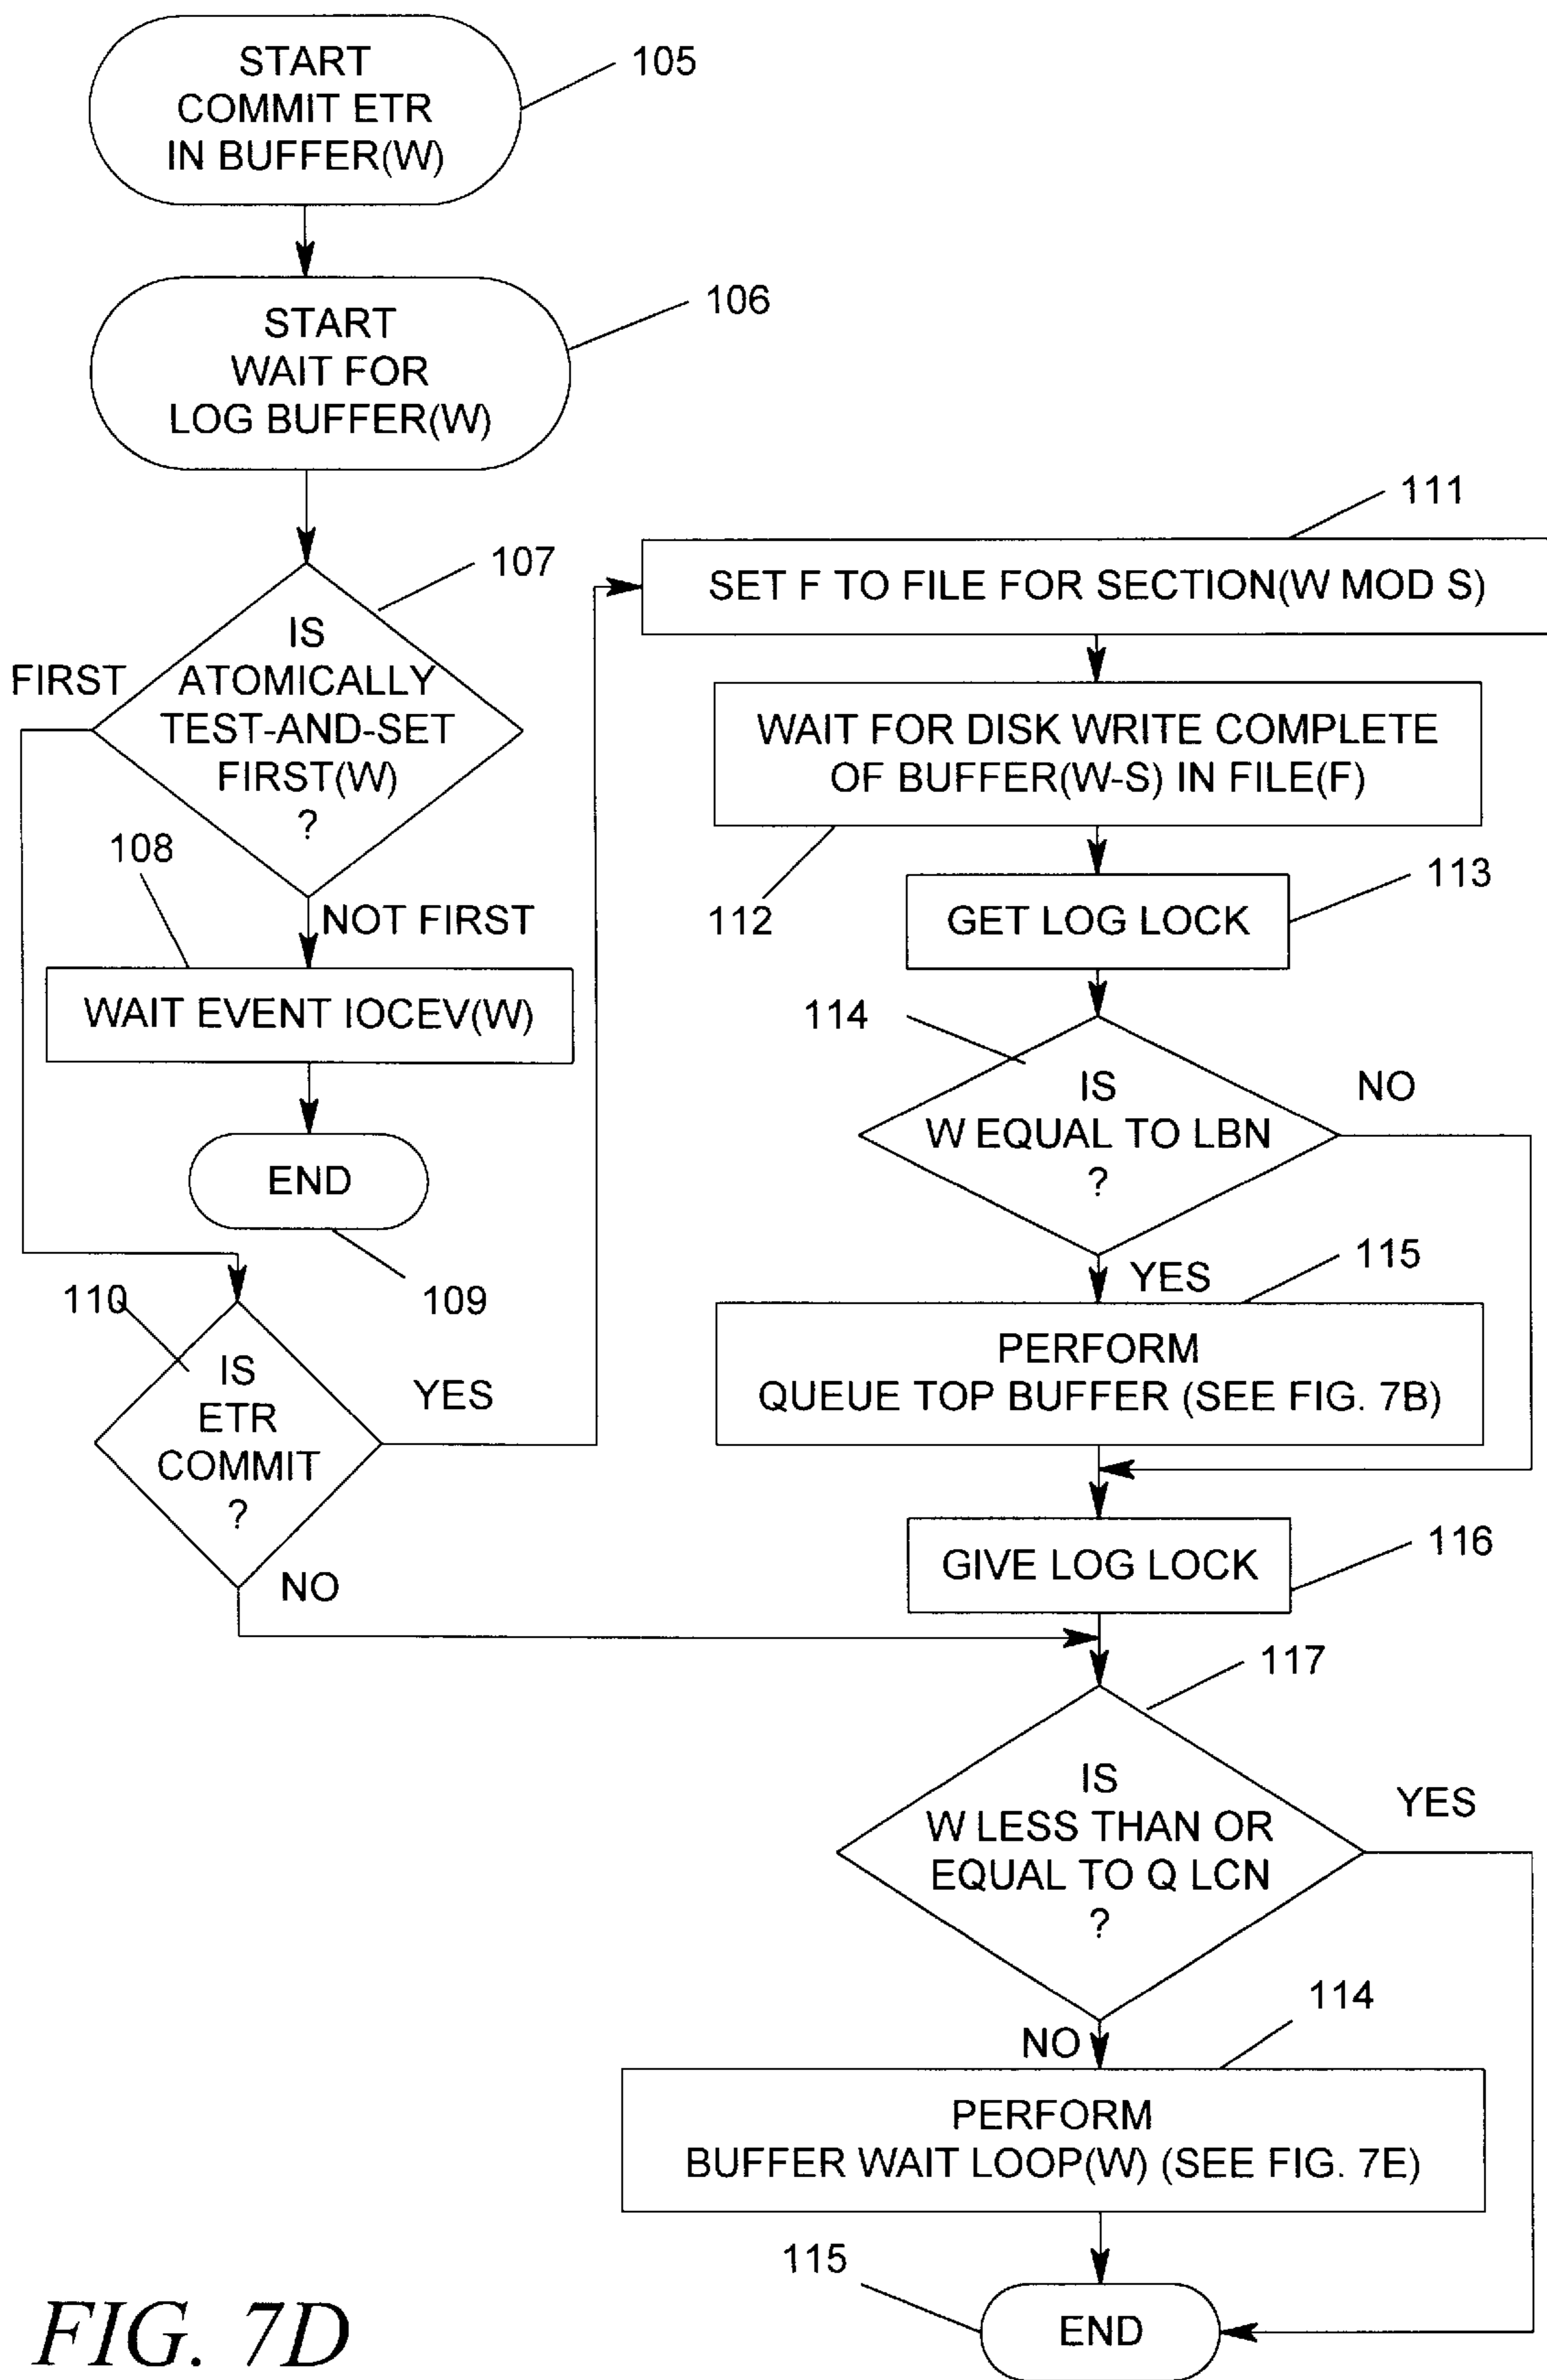 START
COMMIT ETR
IN BUFFER(W)
105
START
WAIT FOR
LOG BUFFER(W)
106
107
IS
ATOMICALLY
TEST-AND-SET
FIRST(W)
?
FIRST
NOT FIRST
108
WAIT EVENT IOCEV(W)
END
109
110
IS
ETR
COMMIT
?
YES
NO
111
SET F TO FILE FOR SECTION(W MOD S)
WAIT FOR DISK WRITE COMPLETE
OF BUFFER(W-S) IN FILE(F)
112
113
GET LOG LOCK
114
IS
W EQUAL TO LBN
?
NO
YES
115
PERFORM
QUEUE TOP BUFFER (SEE FIG. 7B)
GIVE LOG LOCK
116
117
IS
W LESS THAN OR
EQUAL TO Q LCN
?
YES
NO
114
PERFORM
BUFFER WAIT LOOP(W) (SEE FIG. 7E)
115
END
FIG. 7D